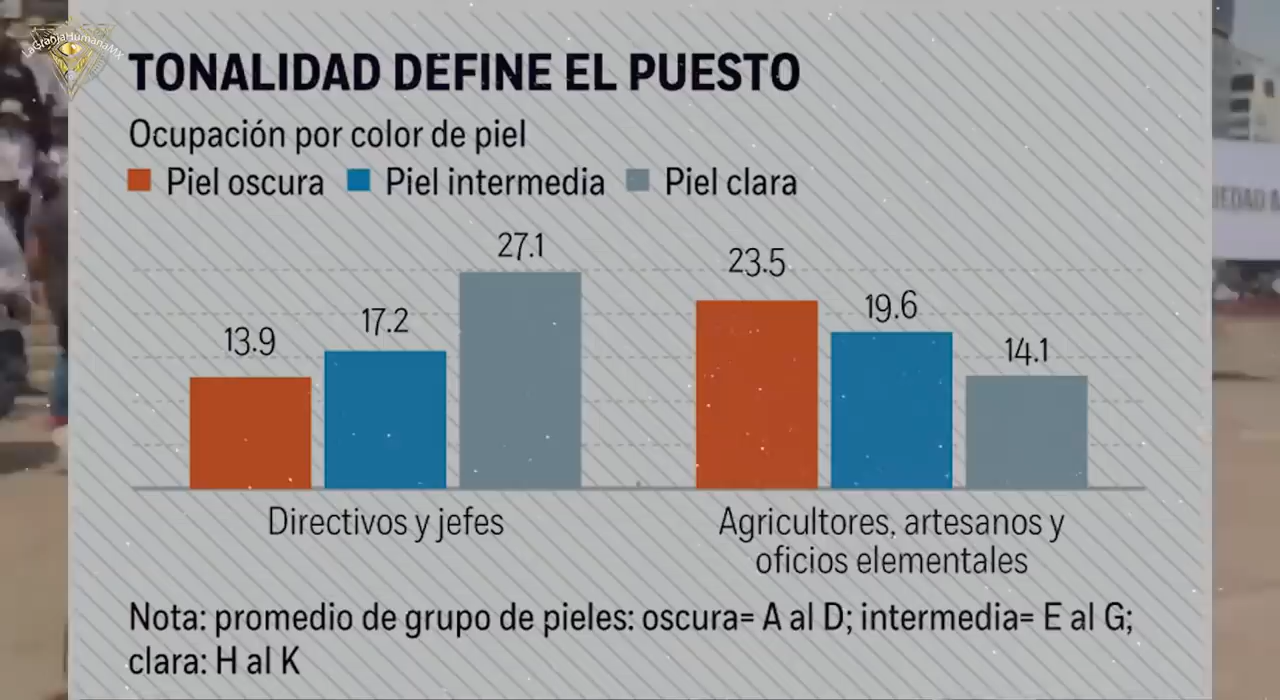 LaGranjaHumanaMX
TONALIDAD DEFINE EL PUESTO
Ocupación por color de piel
Piel oscura Piel intermedia Piel clara
27.1
23.5
13.9
17.2
19.6
14.1
Directivos y jefes
Agricultores, artesanos y
oficios elementales
Nota: promedio de grupo de pieles: oscura= A al D; intermedia= E al G;
clara: H al K